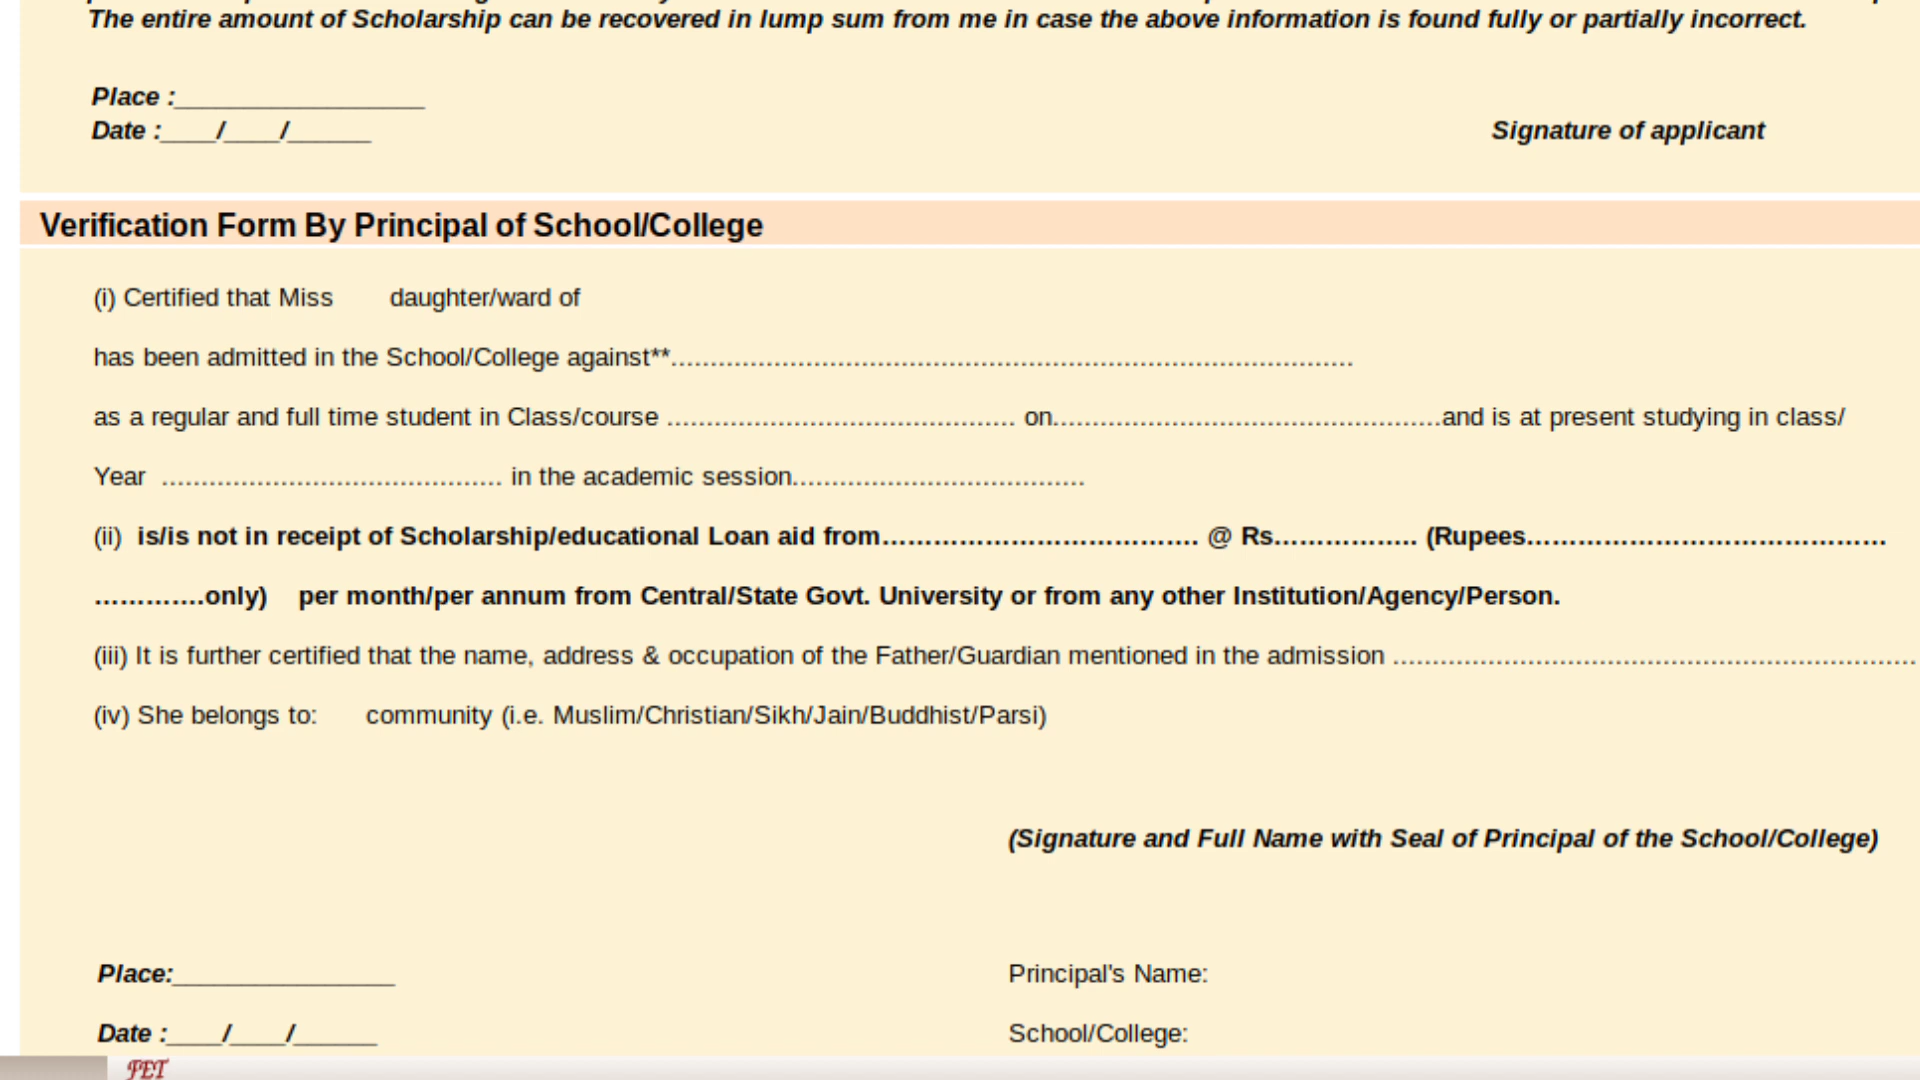 The entire amount of Scholarship can be recovered in lump sum from me in case the above information is found fully or partially incorrect.
Place :__________________
Date :____/____/______ Signature of applicant
Verification Form By Principal of School/College
(i) Certified that Miss daughter/ward of
has been admitted in the School/College against**......................................................................................
as a regular and full time student in Class/course ............................................ on.................................................and is at present studying in class/
Year ........................................... in the academic session.....................................
(ii) is/is not in receipt of Scholarship/educational Loan aid from………………………………. @ Rs…………….. (Rupees……………………………………
………….only) per month/per annum from Central/State Govt. University or from any other Institution/Agency/Person.
(iii) It is further certified that the name, address & occupation of the Father/Guardian mentioned in the admission ..................................................................
(iv) She belongs to: community (i.e. Muslim/Christian/Sikh/Jain/Buddhist/Parsi)
(Signature and Full Name with Seal of Principal of the School/College)
Place:________________ Principal's Name:
Date :____/____/______ School/College:
FET